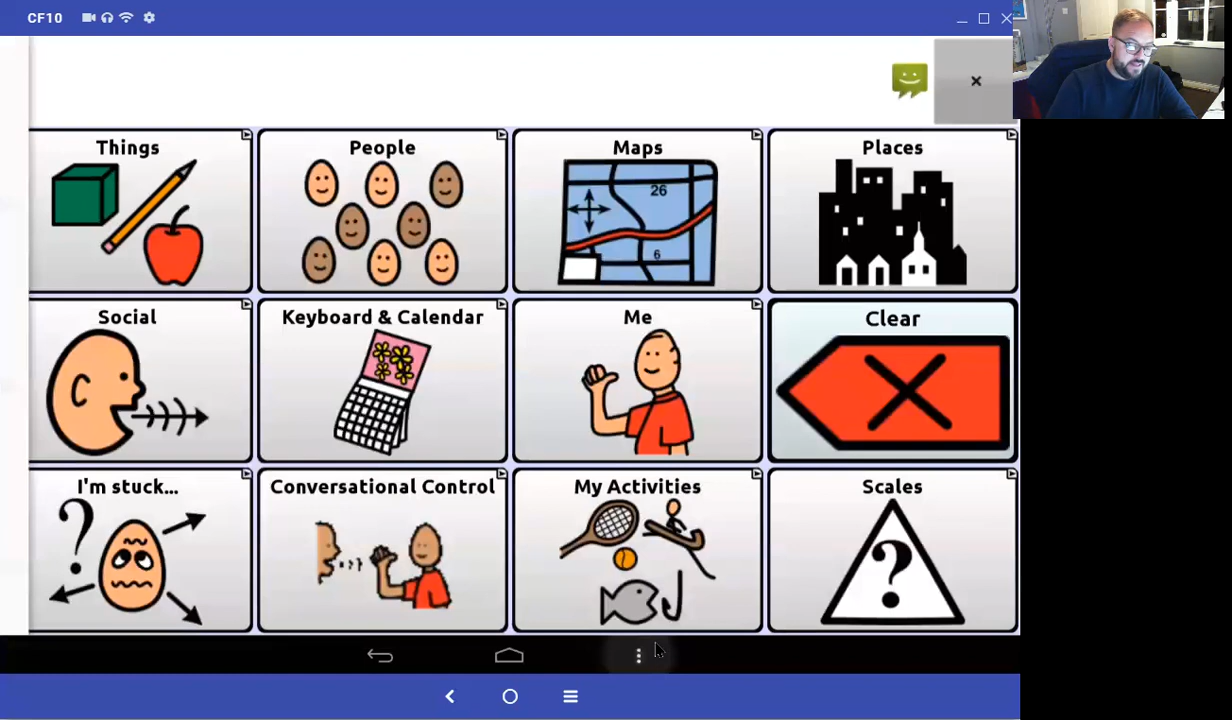 CF10
Things
People
Maps
Places
26
6
Social
Keyboard & Calendar
Me
Clear
I'm stuck...
Conversational Control
My Activities
Scales
?
?